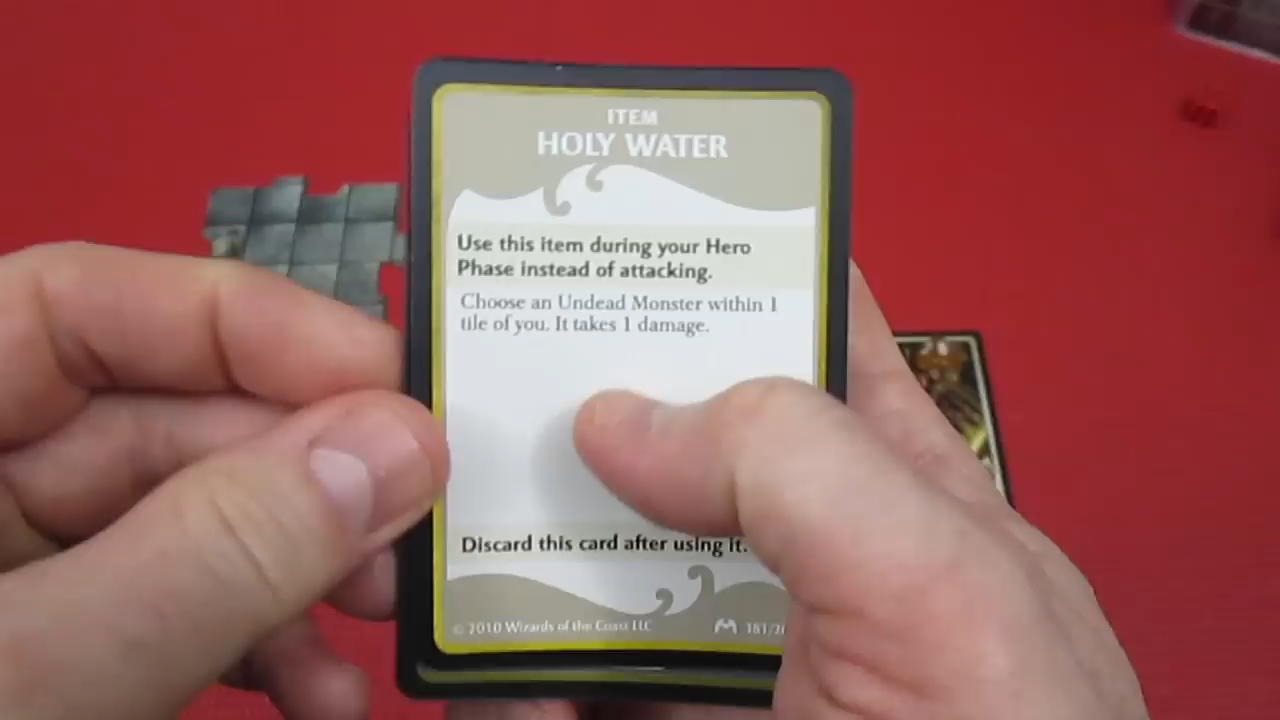 ITEM
HOLY WATER
Use this item during your Hero
Phase instead of attacking.
Choose an Undead Monster within 1
tile of you. It takes 1 damage.
Discard this card after using it.
© 2010 Wizards of the Coast LLC